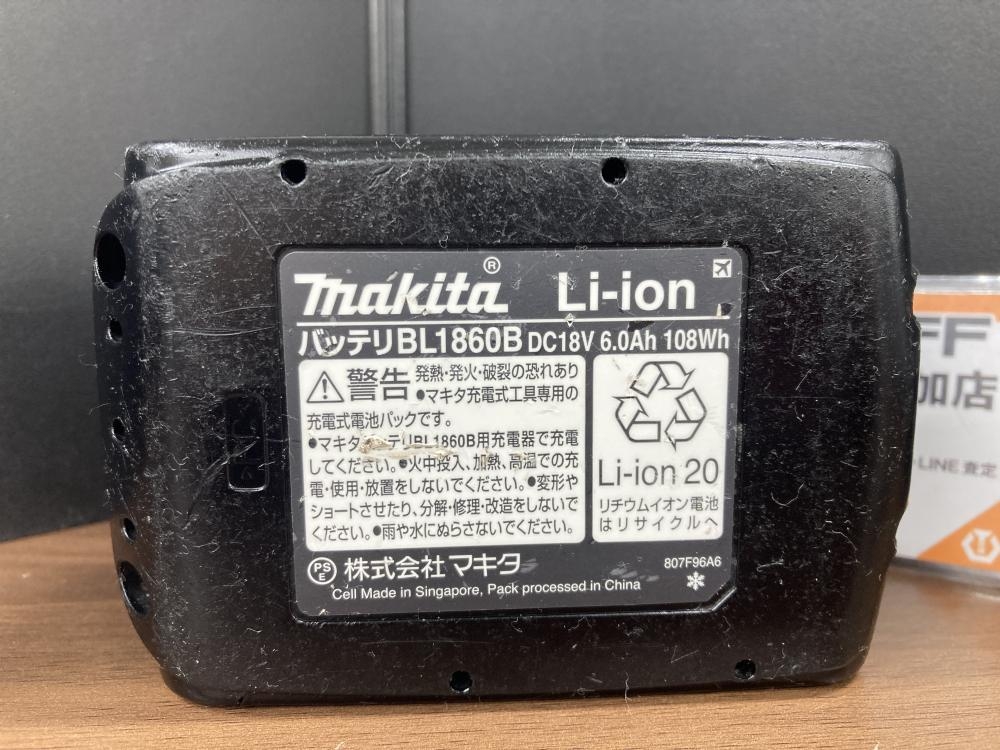 makita® Li-ion
バッテリBL1860B DC18V 6.0Ah 108Wh
警告 発熱・発火・破裂の恐れあり
●マキタ充電式工具専用の
充電式電池パックです。
●マキタ テリBL1860B用充電器で充電
してください。●火中投入、加熱、高温での充
電・使用・放置をしないでください。●変形や
ショートさせたり、分解・修理・改造をしないで
ください。●雨や水にぬらさないでください。
Li-ion 20
リチウムイオン電池
はリサイクルへ
PSE 株式会社 マキタ
807F96A6
Cell Made in Singapore, Pack processed in China
FF
加店
LINE査定